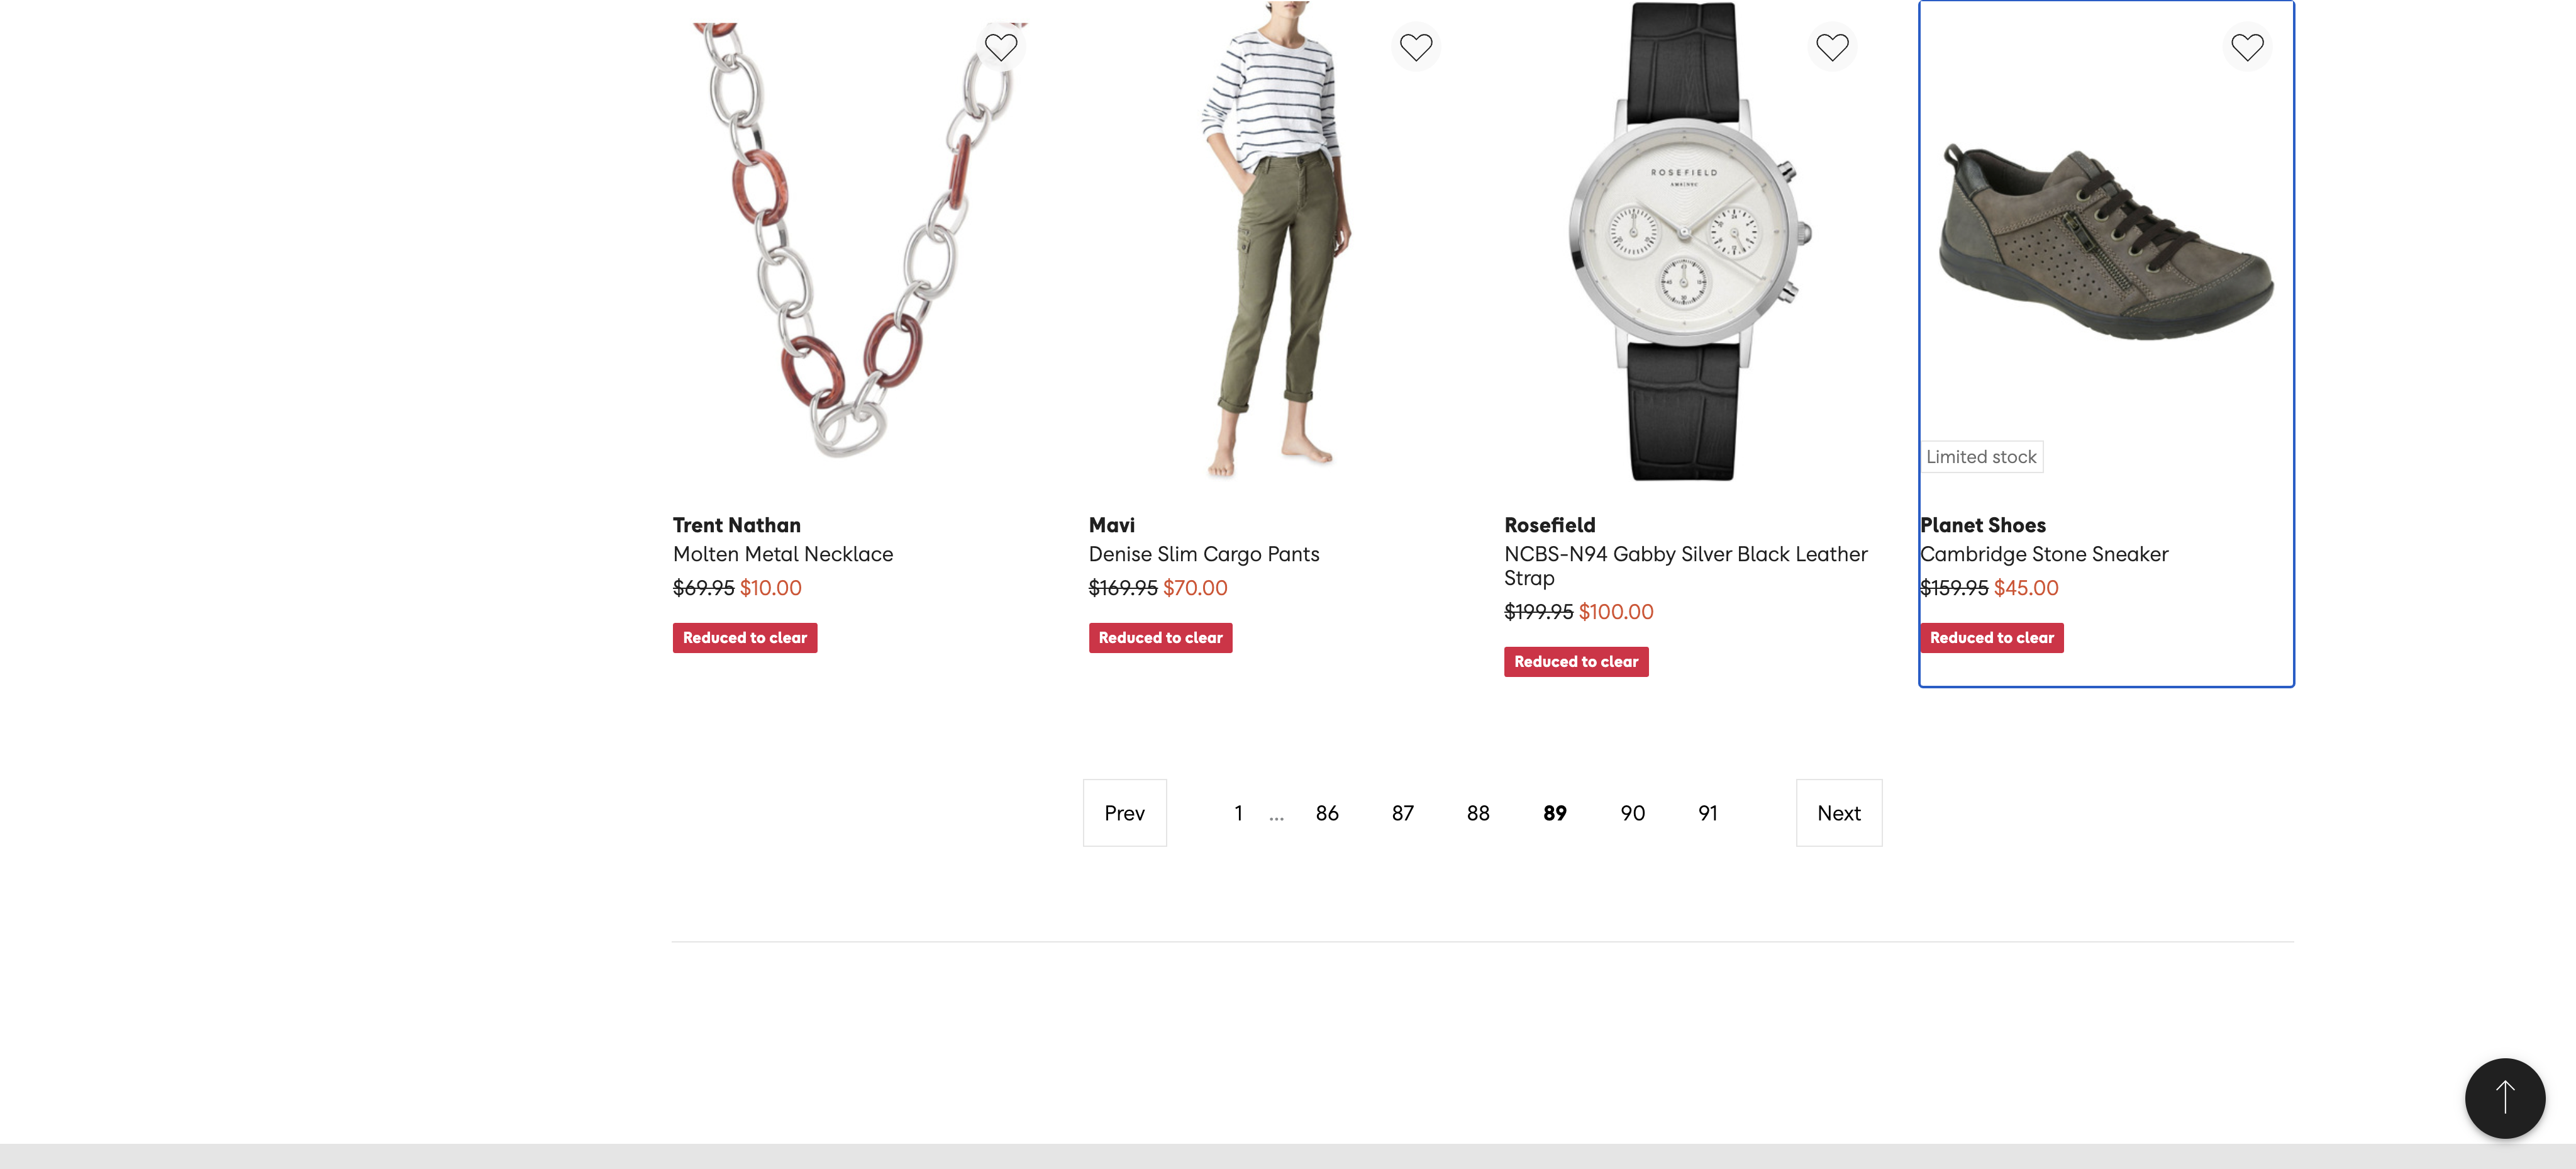 ROSEFIELD
Limited stock
Trent Nathan
Molten Metal Necklace
$69.95 $10.00
Reduced to clear
Mavi
Denise Slim Cargo Pants
$169.95 $70.00
Reduced to clear
Rosefield
NCBS-N94 Gabby Silver Black Leather
Strap
$199.95 $100.00
Reduced to clear
Planet Shoes
Cambridge Stone Sneaker
$159.95 $45.00
Reduced to clear
Prev 1 ... 86 87 88 89 90 91 Next